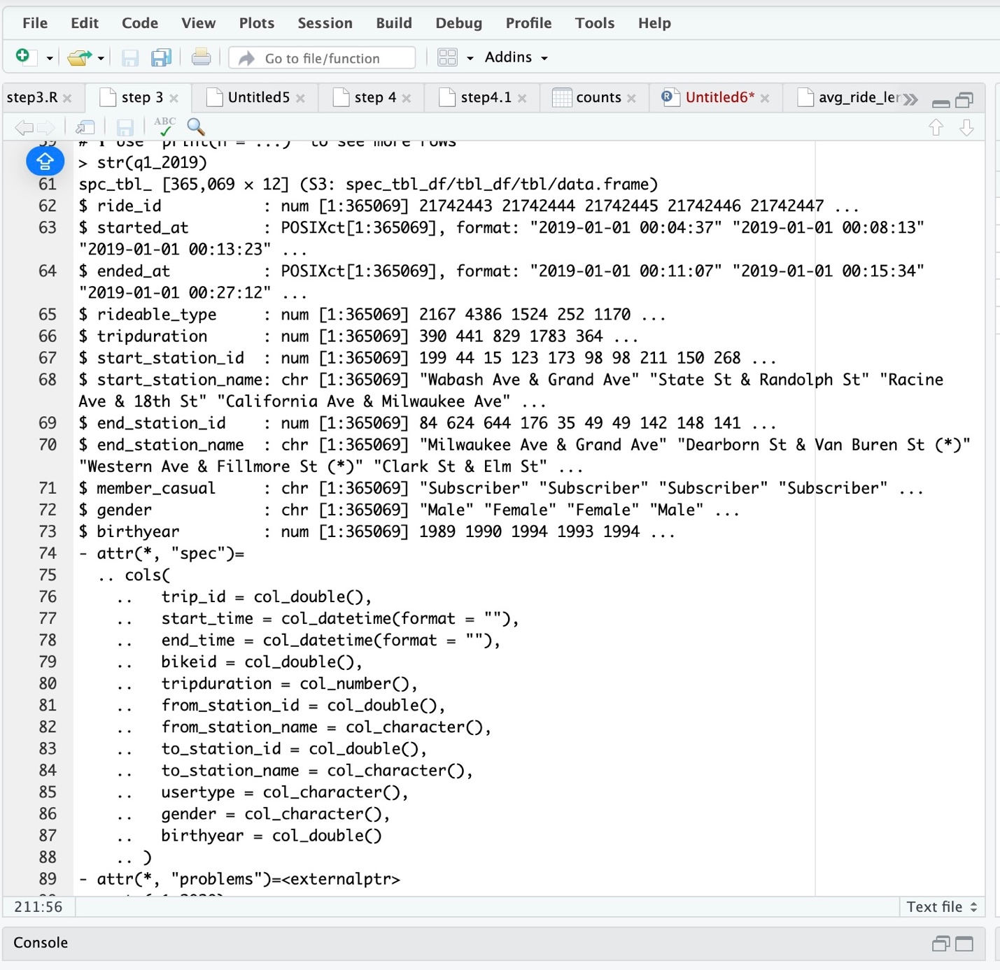 File Edit Code View Plots Session Build Debug Profile Tools Help
Go to file/function Addins
step3.R step 3 Untitled5 step 4 step4.1 counts Untitled6* avg_ride_ler
ABC
59 # ℹ Use `print(n = ...)` to see more rows
> str(q1_2019)
61 spc_tbl_ [365,069 × 12] (S3: spec_tbl_df/tbl_df/tbl/data.frame)
62 $ ride_id : num [1:365069] 21742443 21742444 21742445 21742446 21742447 ...
63 $ started_at : POSIXct[1:365069], format: "2019-01-01 00:04:37" "2019-01-01 00:08:13"
"2019-01-01 00:13:23" ...
64 $ ended_at : POSIXct[1:365069], format: "2019-01-01 00:11:07" "2019-01-01 00:15:34"
"2019-01-01 00:27:12" ...
65 $ rideable_type : num [1:365069] 2167 4386 1524 252 1170 ...
66 $ tripduration : num [1:365069] 390 441 829 1783 364 ...
67 $ start_station_id : num [1:365069] 199 44 15 123 173 98 98 211 150 268 ...
68 $ start_station_name: chr [1:365069] "Wabash Ave & Grand Ave" "State St & Randolph St" "Racine
Ave & 18th St" "California Ave & Milwaukee Ave" ...
69 $ end_station_id : num [1:365069] 84 624 644 176 35 49 49 142 148 141 ...
70 $ end_station_name : chr [1:365069] "Milwaukee Ave & Grand Ave" "Dearborn St & Van Buren St (*)"
"Western Ave & Fillmore St (*)" "Clark St & Elm St" ...
71 $ member_casual : chr [1:365069] "Subscriber" "Subscriber" "Subscriber" "Subscriber" ...
72 $ gender : chr [1:365069] "Male" "Female" "Female" "Male" ...
73 $ birthyear : num [1:365069] 1989 1990 1994 1993 1994 ...
74 - attr(*, "spec")=
75 .. cols(
76 .. trip_id = col_double(),
77 .. start_time = col_datetime(format = ""),
78 .. end_time = col_datetime(format = ""),
79 .. bikeid = col_double(),
80 .. tripduration = col_number(),
81 .. from_station_id = col_double(),
82 .. from_station_name = col_character(),
83 .. to_station_id = col_double(),
84 .. to_station_name = col_character(),
85 .. usertype = col_character(),
86 .. gender = col_character(),
87 .. birthyear = col_double()
88 .. )
89 - attr(*, "problems")=<externalptr>
211:56 Text file
Console